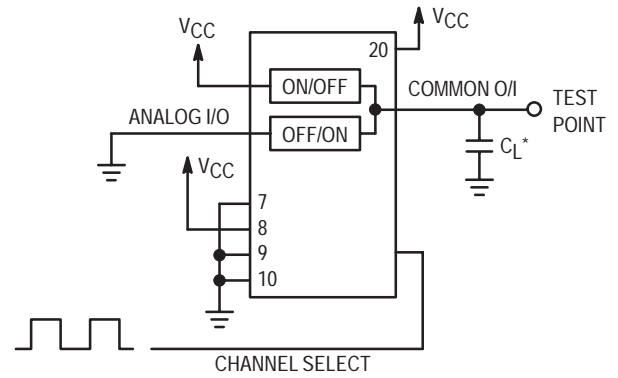 VCC
VCC
20
ON/OFF
COMMON O/I
TEST
POINT
ANALOG I/O
OFF/ON
CL*
VCC
7
8
9
10
CHANNEL SELECT